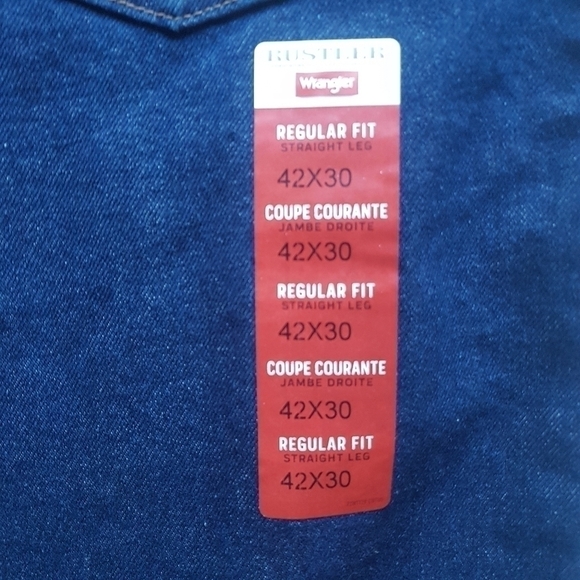 RUSTLER
Wrangler
REGULAR FIT
STRAIGHT LEG
42X30
COUPE COURANTE
JAMBE DROITE
42X30
REGULAR FIT
STRAIGHT LEG
42X30
COUPE COURANTE
JAMBE DROITE
42X30
REGULAR FIT
STRAIGHT LEG
42X30